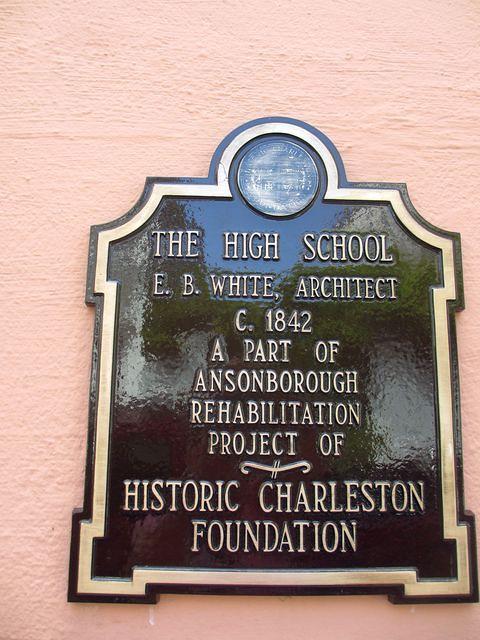 THE HIGH SCHOOL
E. B. WHITE, ARCHITECT
C. 1842
A PART OF
ANSONBOROUGH
REHABILITATION
PROJECT OF
HISTORIC CHARLESTON
FOUNDATION